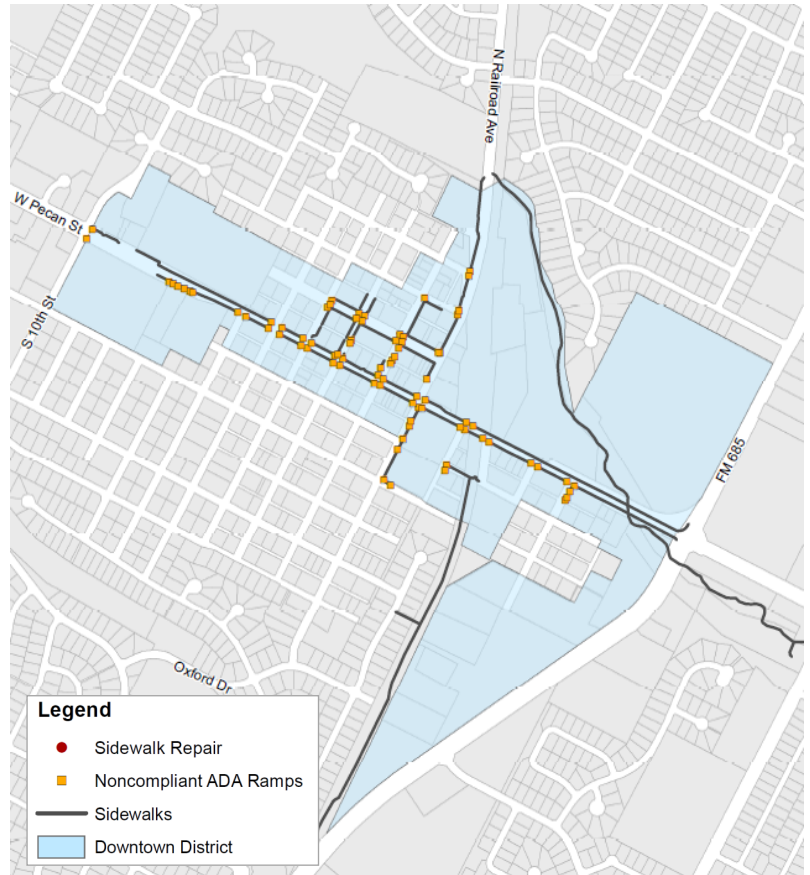 N Railroad Ave
W Pecan St
S 10th St
FM 685
Oxford Dr
Legend
Sidewalk Repair
Noncompliant ADA Ramps
Sidewalks
Downtown District